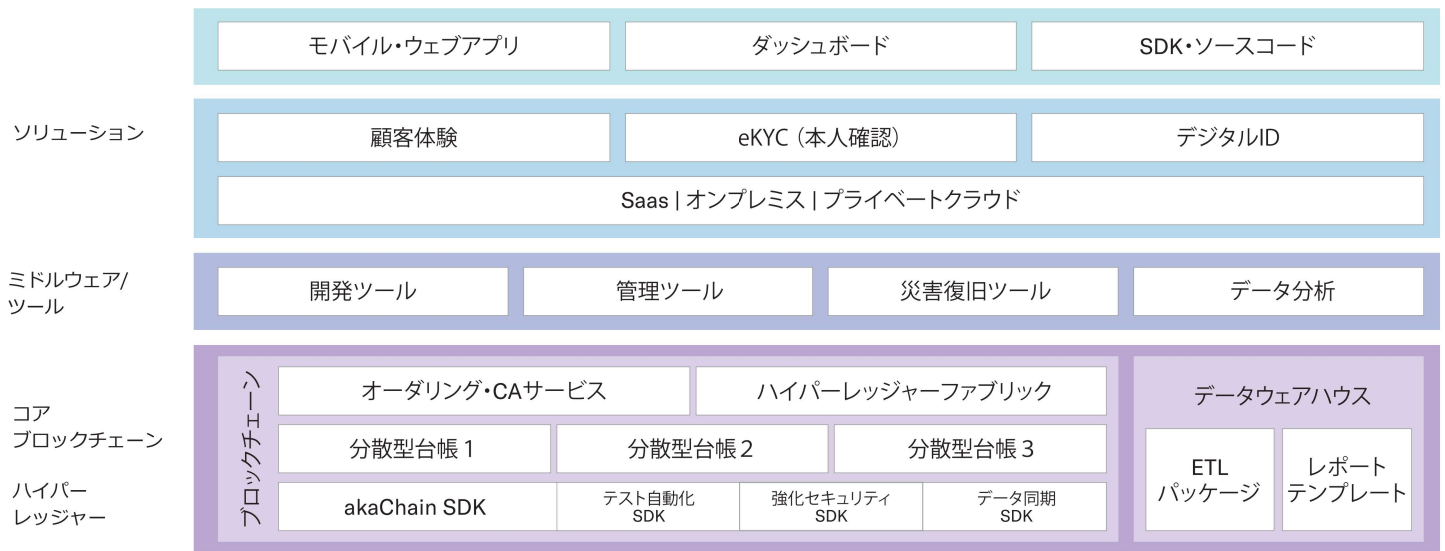 モバイル・ウェブアプリ
ダッシュボード
SDK・ソースコード
ソリューション
顧客体験
eKYC（本人確認）
デジタルID
Saas | オンプレミス | プライベートクラウド
ミドルウェア/
ツール
開発ツール
管理ツール
災害復旧ツール
データ分析
コア
ブロックチェーン
ハイパー
レッジャー
ブロックチェーン
オーダリング・CAサービス
ハイパーレッジャーファブリック
分散型台帳 1
分散型台帳 2
分散型台帳 3
akaChain SDK
テスト自動化
SDK
強化セキュリティ
SDK
データ同期
SDK
データウェアハウス
ETL
パッケージ
レポート
テンプレート